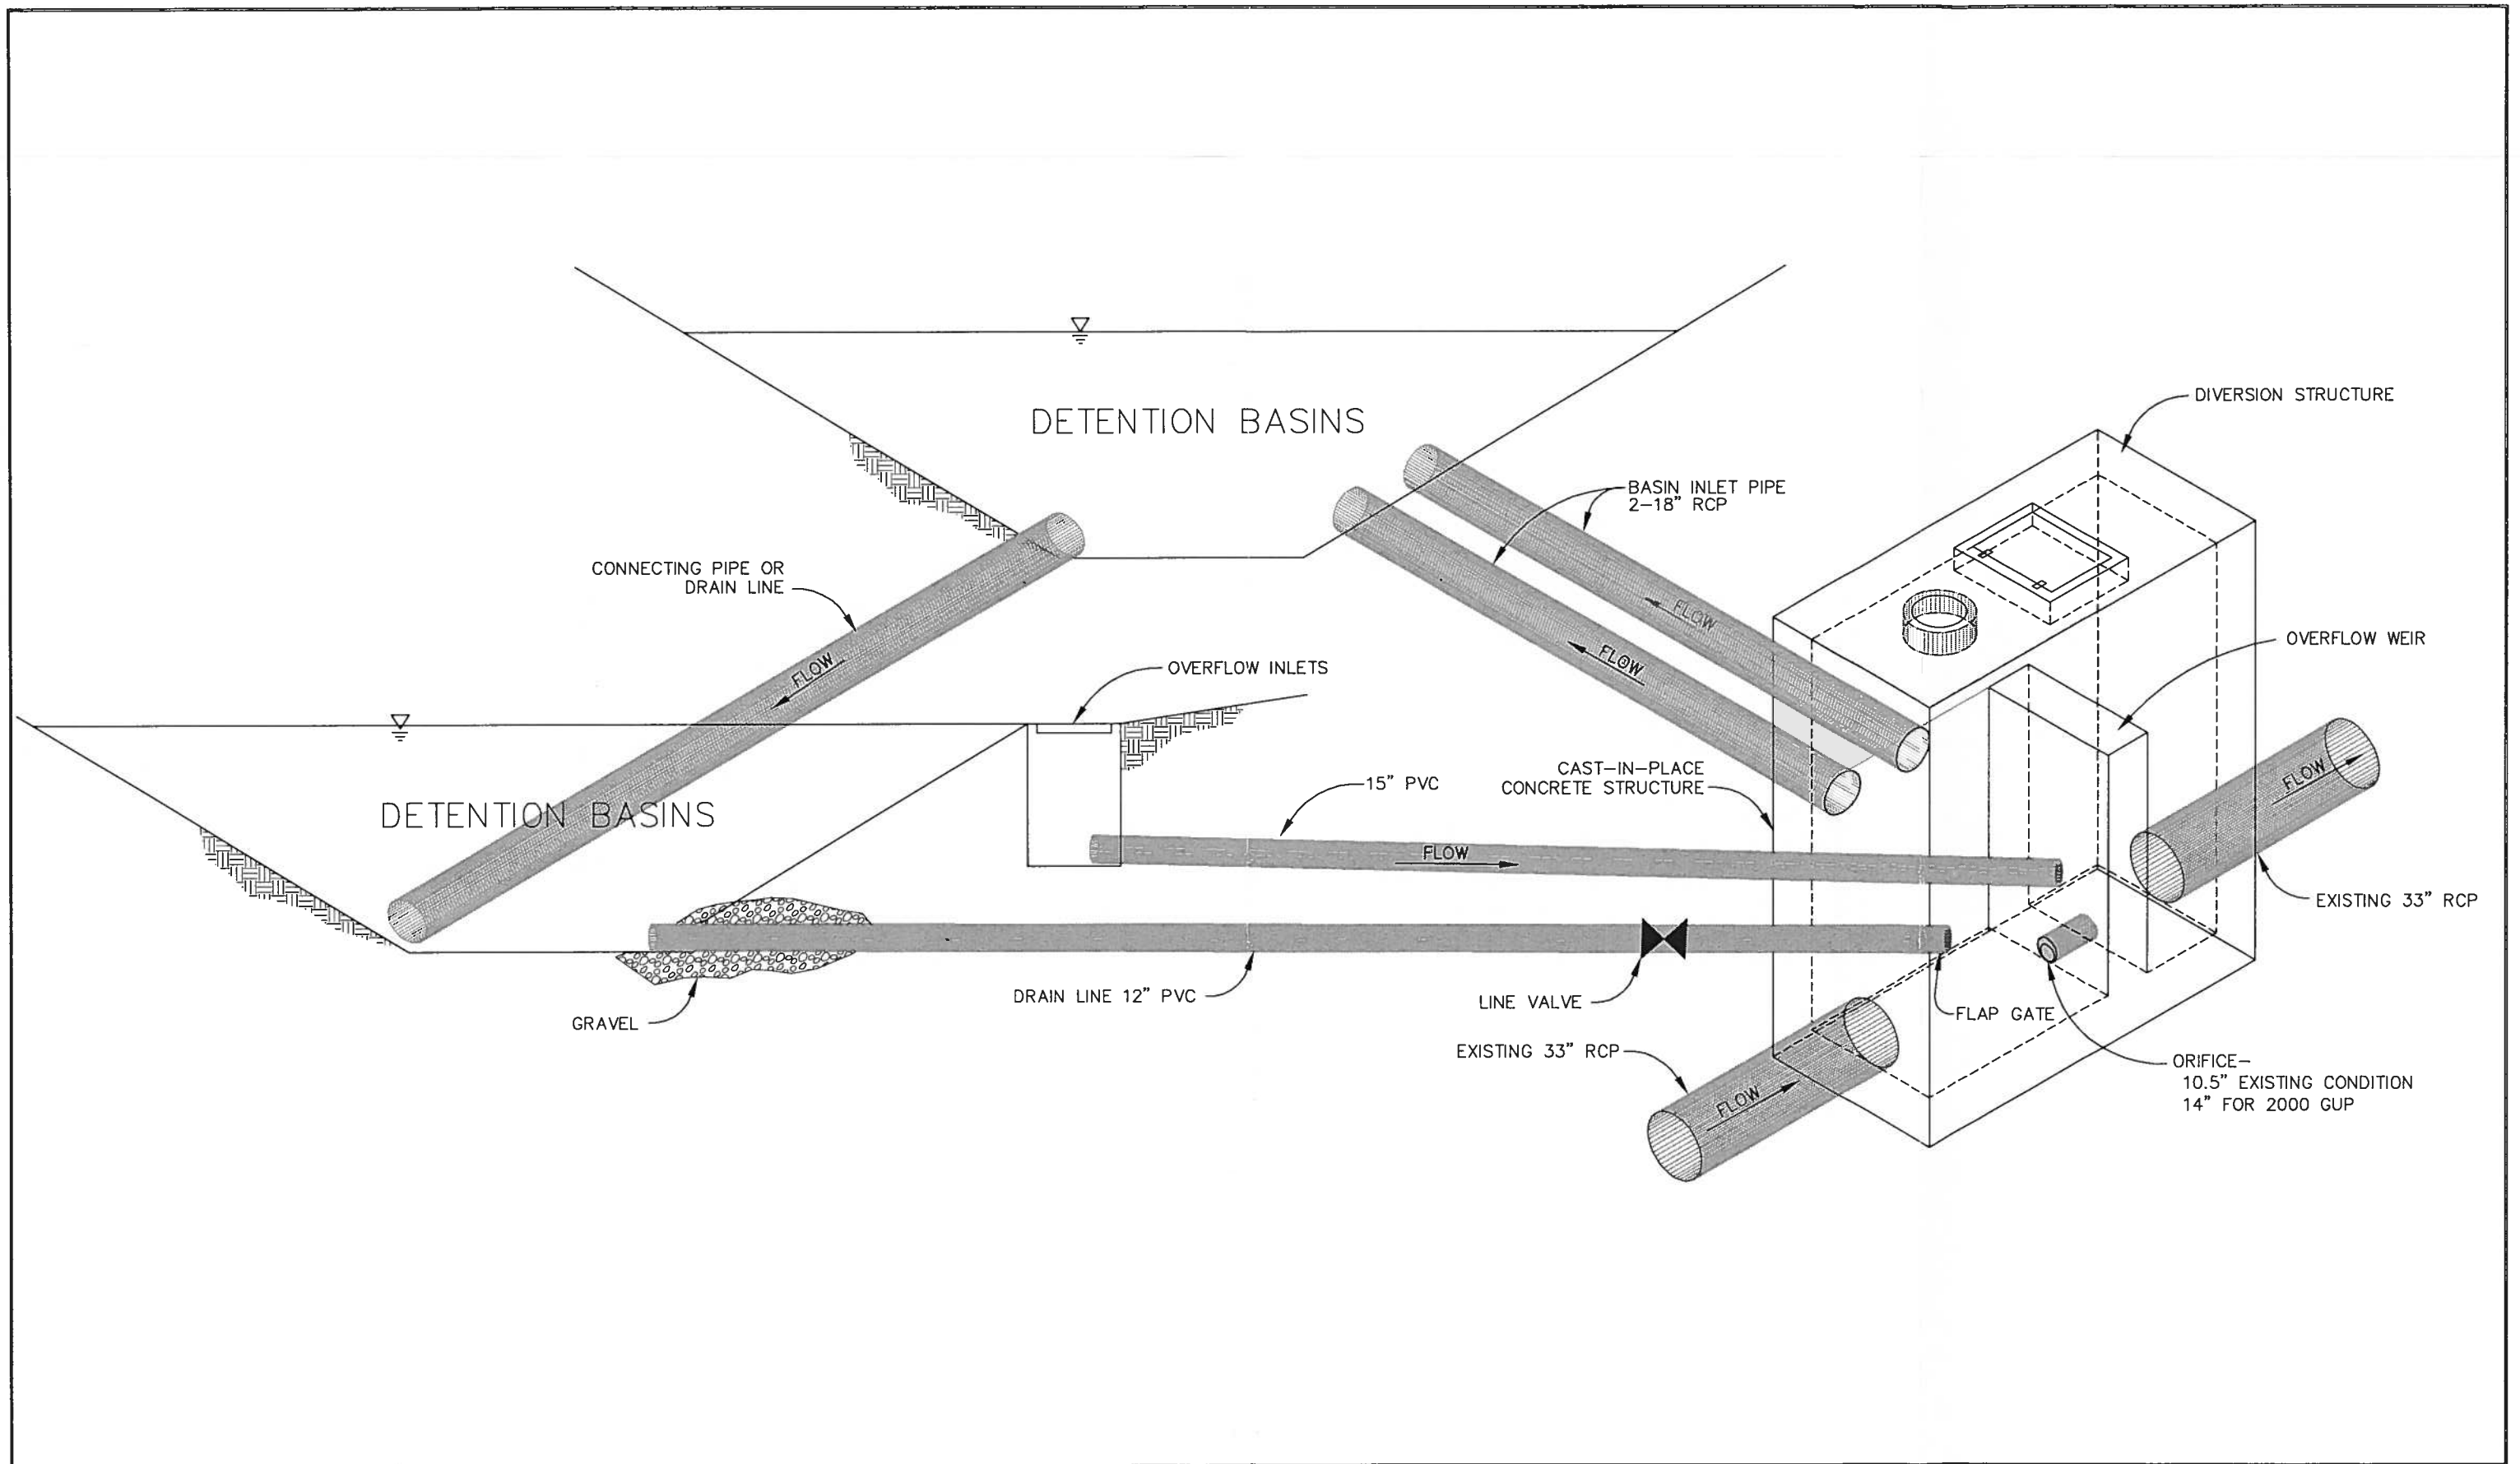 DETENTION BASINS
DIVERSION STRUCTURE
BASIN INLET PIPE
2-18" RCP
CONNECTING PIPE OR
DRAIN LINE
FLOW
FLOW
FLOW
OVERFLOW WEIR
OVERFLOW INLETS
CAST-IN-PLACE
CONCRETE STRUCTURE
15" PVC
FLOW
DETENTION BASINS
FLOW
EXISTING 33" RCP
DRAIN LINE 12" PVC
LINE VALVE
FLAP GATE
GRAVEL
EXISTING 33" RCP
FLOW
ORIFICE-
10.5" EXISTING CONDITION
14" FOR 2000 GUP